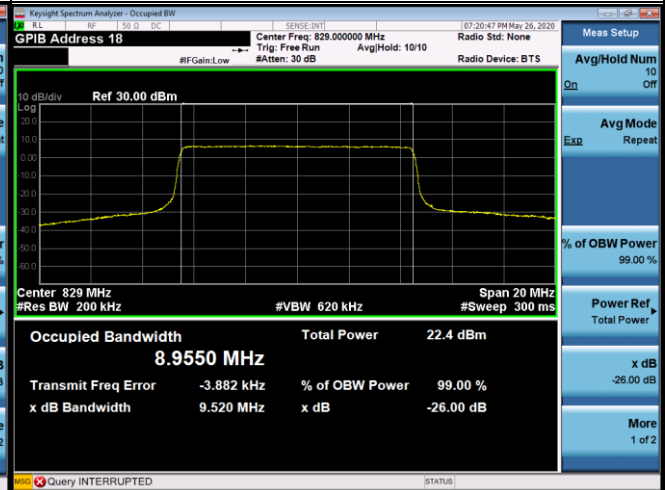 Keysight Spectrum Analyzer - Occupied BW
RL RF 50 Ω DC SENSE:INT 07:20:47 PM May 26, 2020
GPIB Address 18 Center Freq: 829.000000 MHz Radio Std: None
Trig: Free Run Avg|Hold: 10/10
#IFGain:Low #Atten: 30 dB Radio Device: BTS
10 dB/div Ref 30.00 dBm
Log
20.0
10.0
0.00
-10.0
-20.0
-30.0
-40.0
-50.0
-60.0
Center 829 MHz Span 20 MHz
#Res BW 200 kHz #VBW 620 kHz #Sweep 300 ms
Occupied Bandwidth Total Power 22.4 dBm
8.9550 MHz
Transmit Freq Error -3.882 kHz % of OBW Power 99.00 %
x dB Bandwidth 9.520 MHz x dB -26.00 dB
MSG Query INTERRUPTED STATUS
Meas Setup
Avg/Hold Num
10
On Off
Avg Mode
Exp Repeat
% of OBW Power
99.00 %
Power Ref
Total Power
x dB
-26.00 dB
More
1 of 2